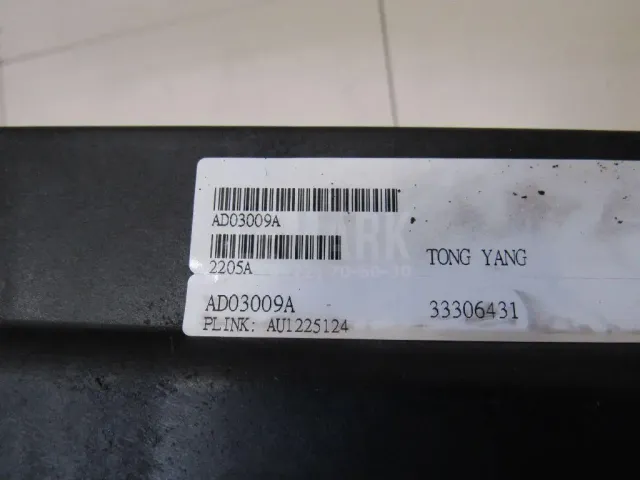 AD03009A
2205A
TONG YANG
AD03009A
33306431
PLINK: AU1225124